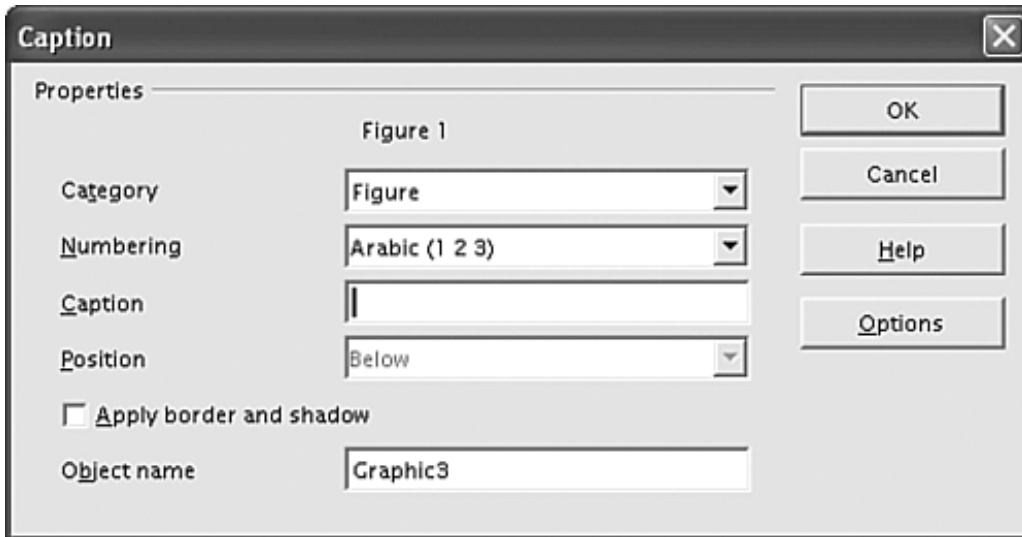 Caption
Properties
OK
Figure 1
Cancel
Category
Figure
Numbering
Arabic (1 2 3)
Help
Caption
Options
Position
Below
Apply border and shadow
Object name
Graphic3